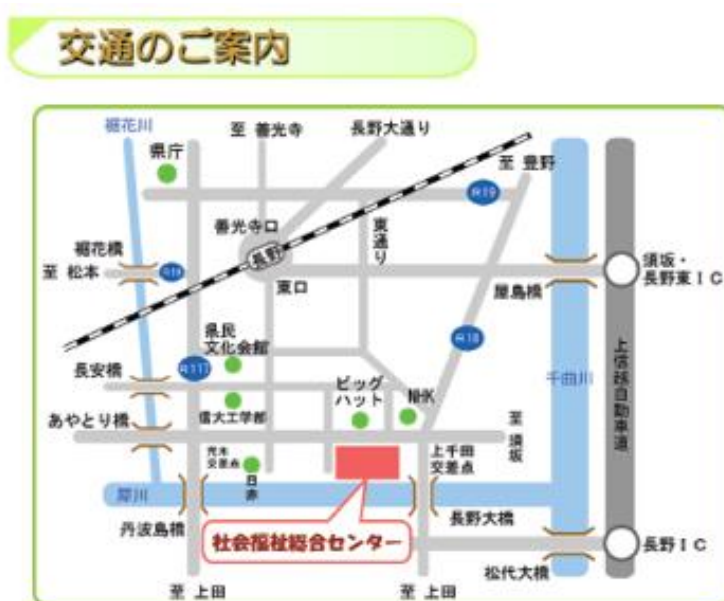 交通のご案内
裾花川
至 善光寺
長野大通り
県庁
至 豊野
R19
善光寺口
東通り
裾花橋
長野
須坂・
長野東IC
至 松本
R19
東口
屋島橋
県民
文化会館
R18
上信越自動車道
長安橋
R117
ビッグ
ハット
NHK
千曲川
あやとり橋
信大工学部
至 須坂
荒木
交差点
日赤
上千田
交差点
犀川
丹波島橋
長野大橋
社会福祉総合センター
長野IC
松代大橋
至 上田
至 上田